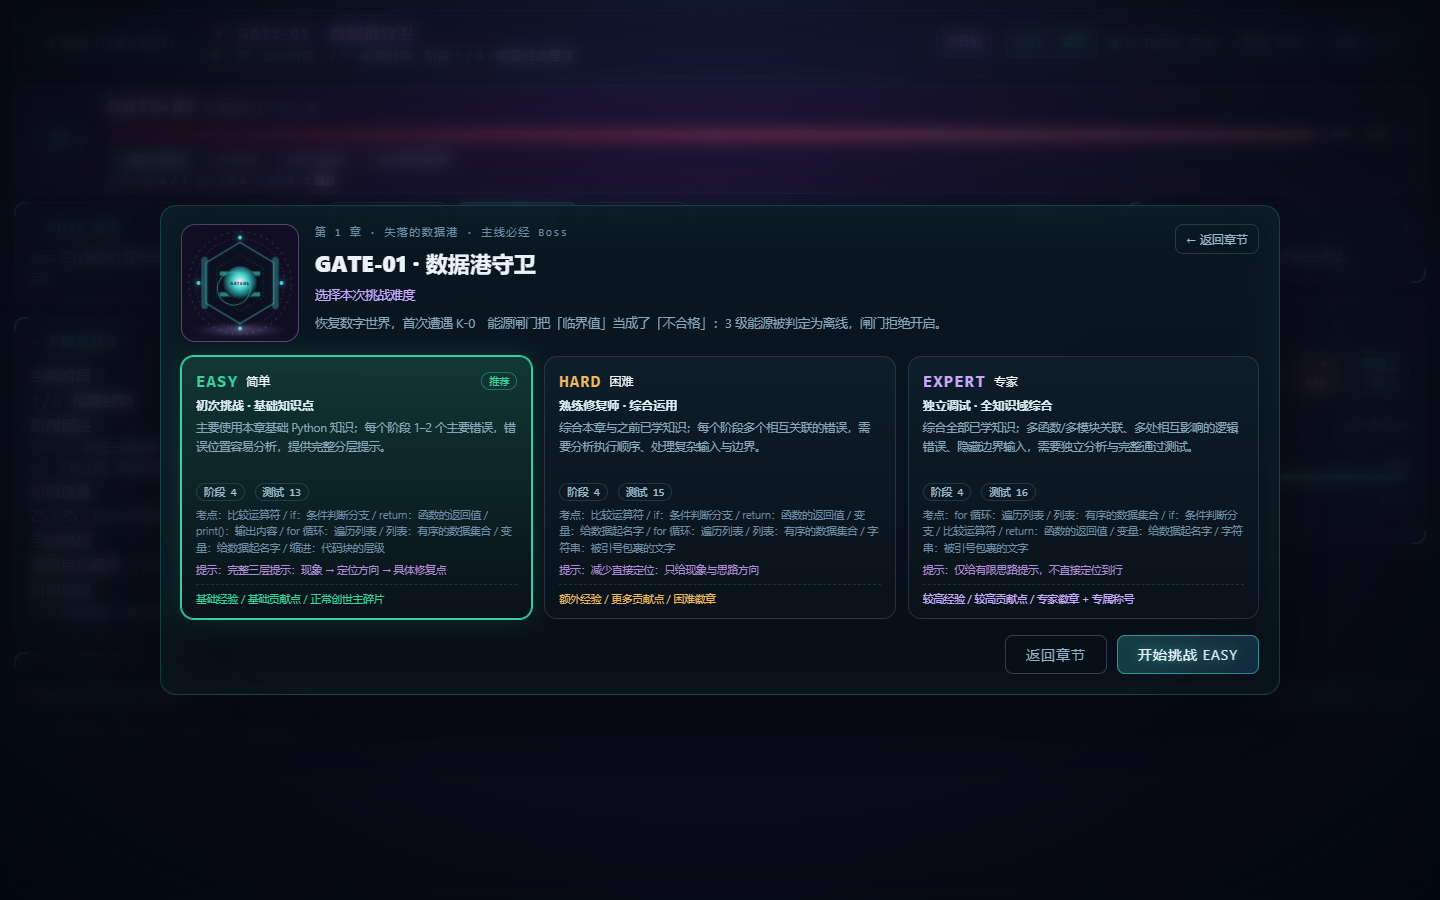 第 1 章 · 失落的数据港 · 主线必经 Boss
← 返回章节
GATE-01 · 数据港守卫
选择本次挑战难度
恢复数字世界，首次遭遇 K-0 能源闸门把「临界值」当成了「不合格」：3 级能源被判定为离线，闸门拒绝开启。
EASY 简单 推荐
初次挑战 · 基础知识点
主要使用本章基础 Python 知识；每个阶段 1–2 个主要错误，错
误位置容易分析，提供完整分层提示。
阶段 4 测试 13
考点：比较运算符 / if：条件判断分支 / return：函数的返回值 /
print()：输出内容 / for 循环：遍历列表 / 列表：有序的数据集合 / 变
量：给数据起名字 / 缩进：代码块的层级
提示：完整三层提示：现象 → 定位方向 → 具体修复点
基础经验 / 基础贡献点 / 正常创世主碎片
HARD 困难
熟练修复师 · 综合运用
综合本章与之前已学知识；每个阶段多个相互关联的错误，需
要分析执行顺序、处理复杂输入与边界。
阶段 4 测试 15
考点：比较运算符 / if：条件判断分支 / return：函数的返回值 / 变
量：给数据起名字 / for 循环：遍历列表 / 列表：有序的数据集合 / 字
符串：被引号包裹的文字
提示：减少直接定位：只给现象与思路方向
额外经验 / 更多贡献点 / 困难徽章
EXPERT 专家
独立调试 · 全知识域综合
综合全部已学知识；多函数/多模块关联、多处相互影响的逻辑
错误、隐藏边界输入，需要独立分析与完整通过测试。
阶段 4 测试 16
考点：for 循环：遍历列表 / 列表：有序的数据集合 / if：条件判断分
支 / 比较运算符 / return：函数的返回值 / 变量：给数据起名字 / 字符
串：被引号包裹的文字
提示：仅给有限思路提示，不直接定位到行
较高经验 / 较高贡献点 / 专家徽章 + 专属称号
返回章节
开始挑战 EASY